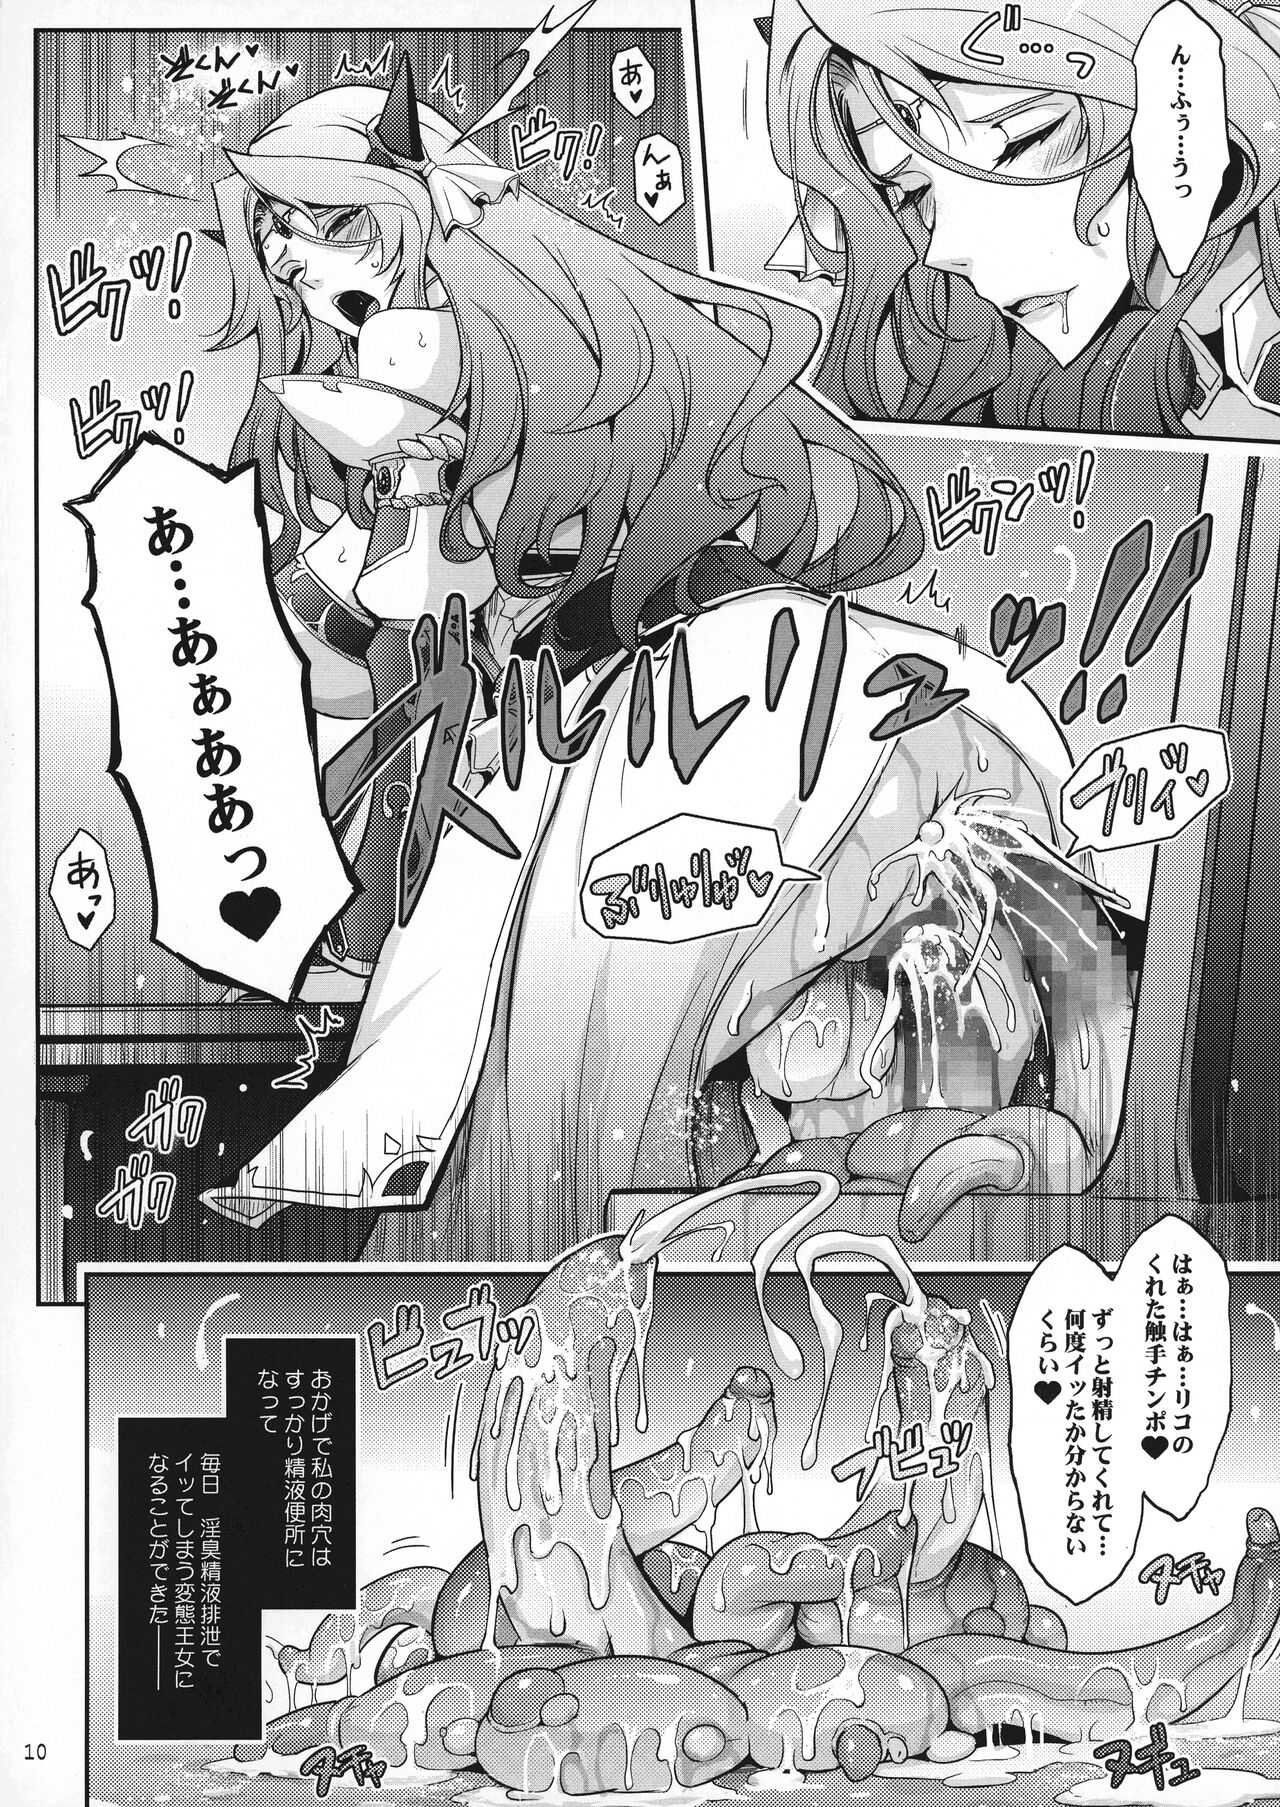 ん…ふぅ…うっ
ぐ…っ
ビクンッ!
あ♥
んぁ♥
ビクッ!
ぞくん♥
ぞくん♥
ビクッ!
ビクッ!
ズルルルリュッ!!
ブリィッ♥
ぶりゅりゅっ♥
あ…あぁぁぁっ♥
あっ♥
ガク
ガク
はぁ…はぁ…リコの
くれた触手チンポ♥
ずっと射精してくれて…
何度イッたか分からない
くらい♥
ビュブッ
ブビュッ
ヌチャ
ヌチャ
ヌギュ
おかげで私の肉穴は
すっかり精液便所に
なって
毎日 淫臭精液排泄で
イッてしまう変態王女に
なることができた――
10